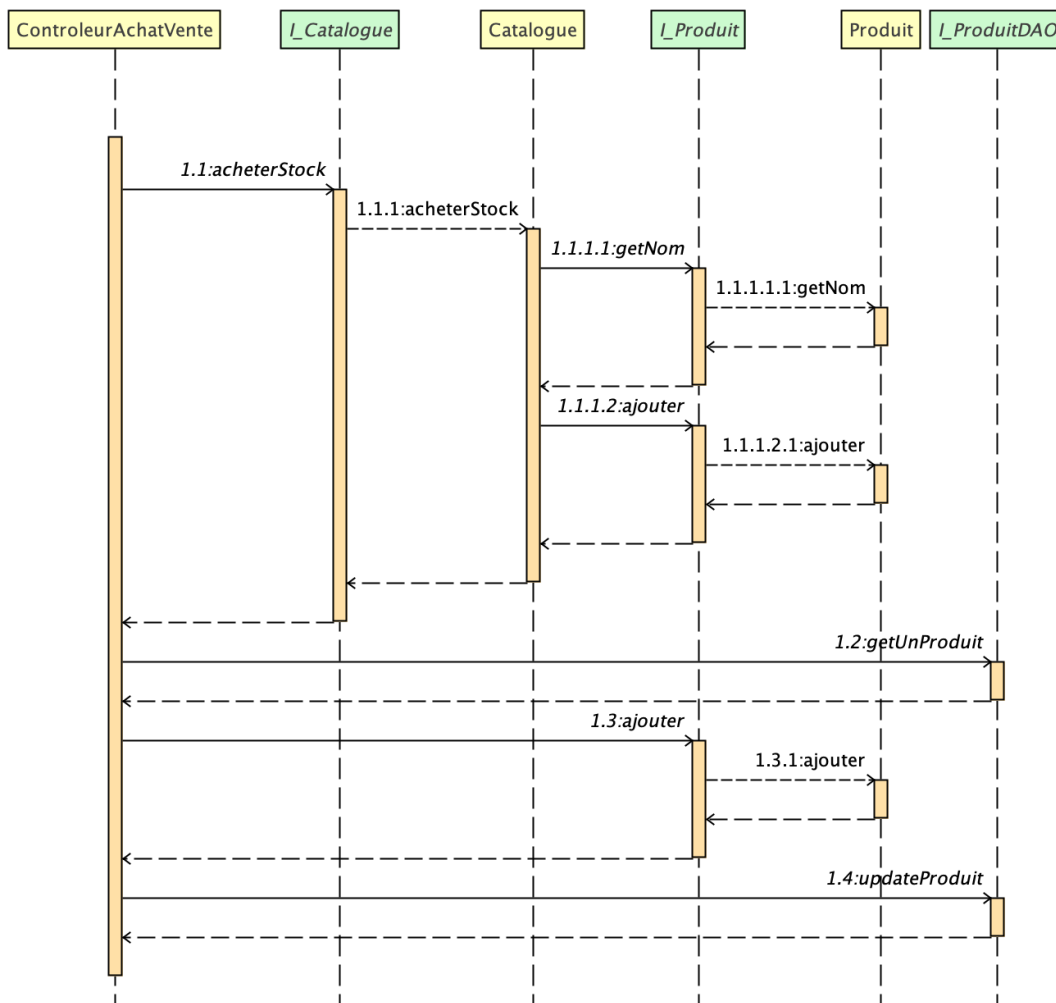 ControleurAchatVente
I_Catalogue
Catalogue
I_Produit
Produit
I_ProduitDAO
1.1:acheterStock
1.1.1:acheterStock
1.1.1.1:getNom
1.1.1.1.1:getNom
1.1.1.2:ajouter
1.1.1.2.1:ajouter
1.2:getUnProduit
1.3:ajouter
1.3.1:ajouter
1.4:updateProduit